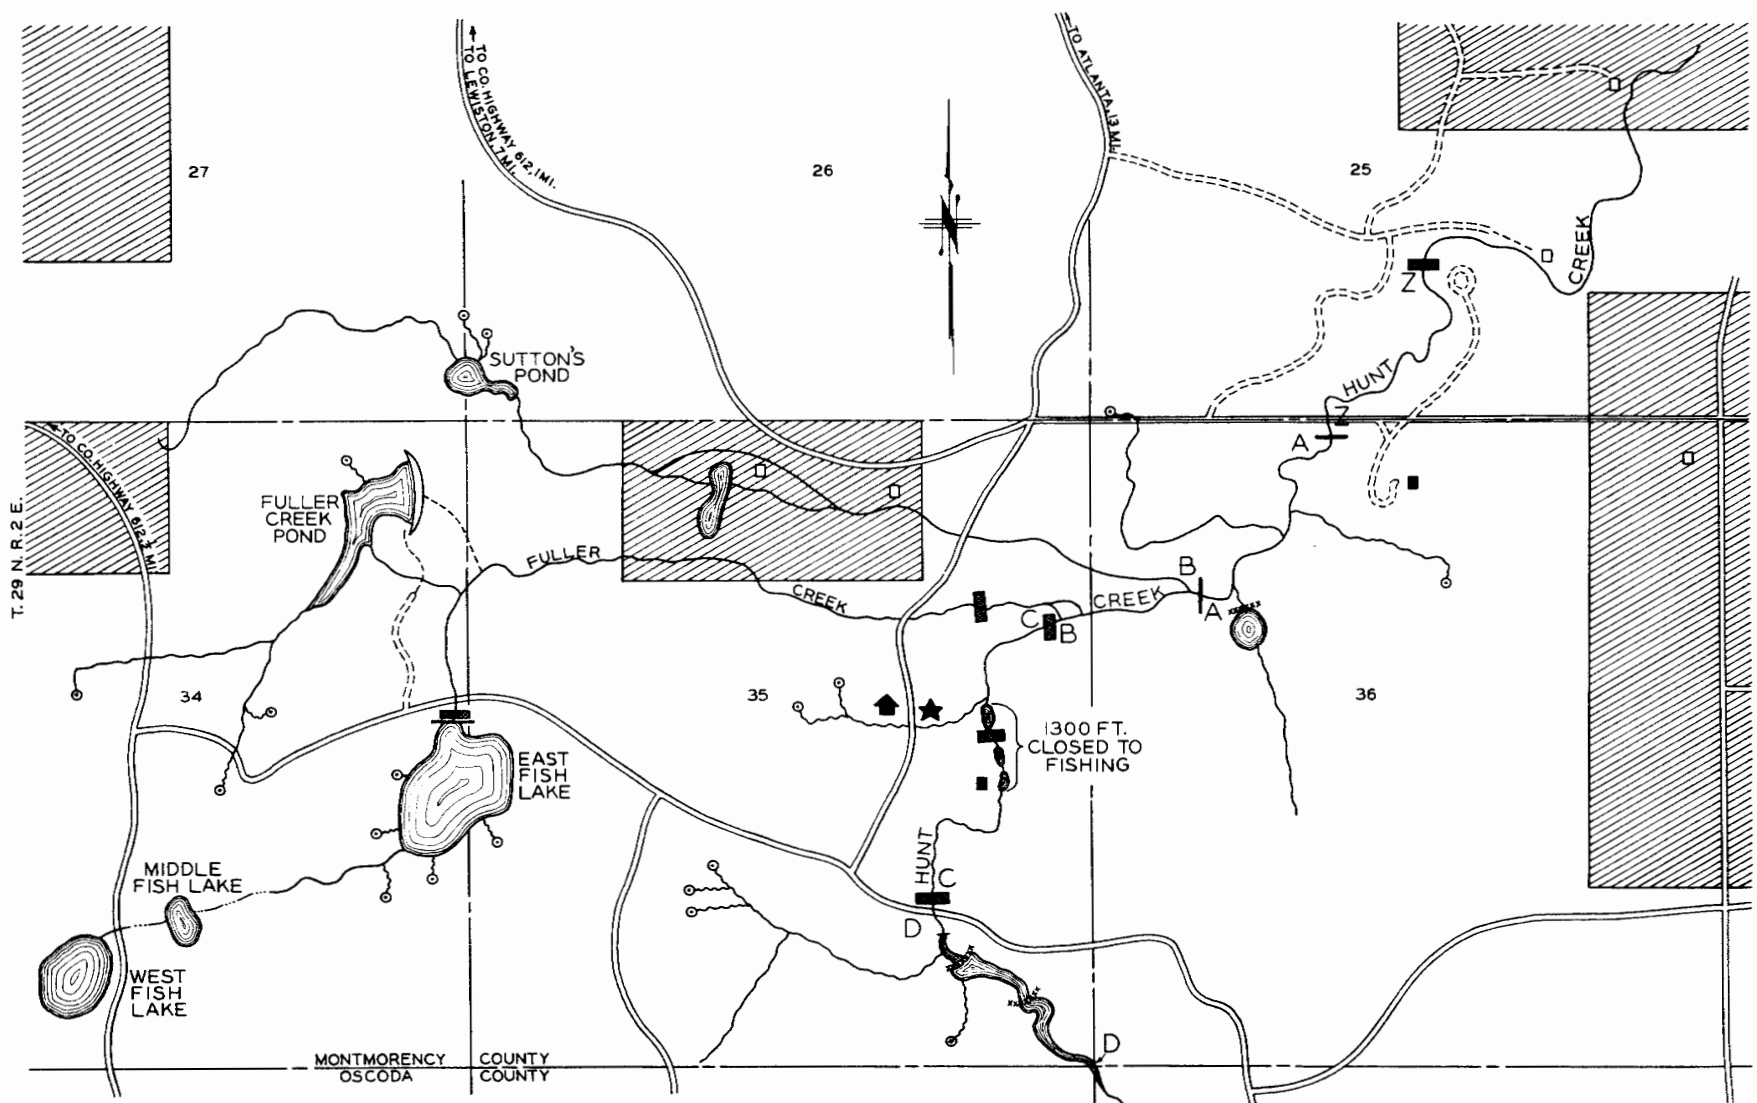 TO CO. HIGHWAY 612, 1 MI.
TO LEWISTON, 7 MI.
TO ATLANTA, 13 MI.
27
26
25
CREEK
Z
SUTTON'S
POND
HUNT
Z
A
TO CO. HIGHWAY 612, 2 MI.
T. 29 N. R. 2 E.
FULLER
CREEK
POND
FULLER
CREEK
CREEK
B
A
C
B
34
35
36
1300 FT.
CLOSED TO
FISHING
EAST
FISH
LAKE
HUNT
C
D
MIDDLE
FISH LAKE
WEST
FISH
LAKE
D
MONTMORENCY COUNTY
OSCODA COUNTY